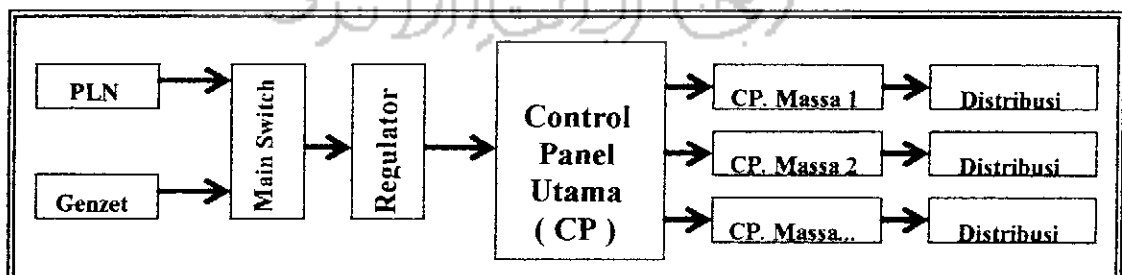 PLN
Genzet
Main Switch
Regulator
Control
Panel
Utama
( CP )
CP. Massa 1
Distribusi
CP. Massa 2
Distribusi
CP. Massa...
Distribusi